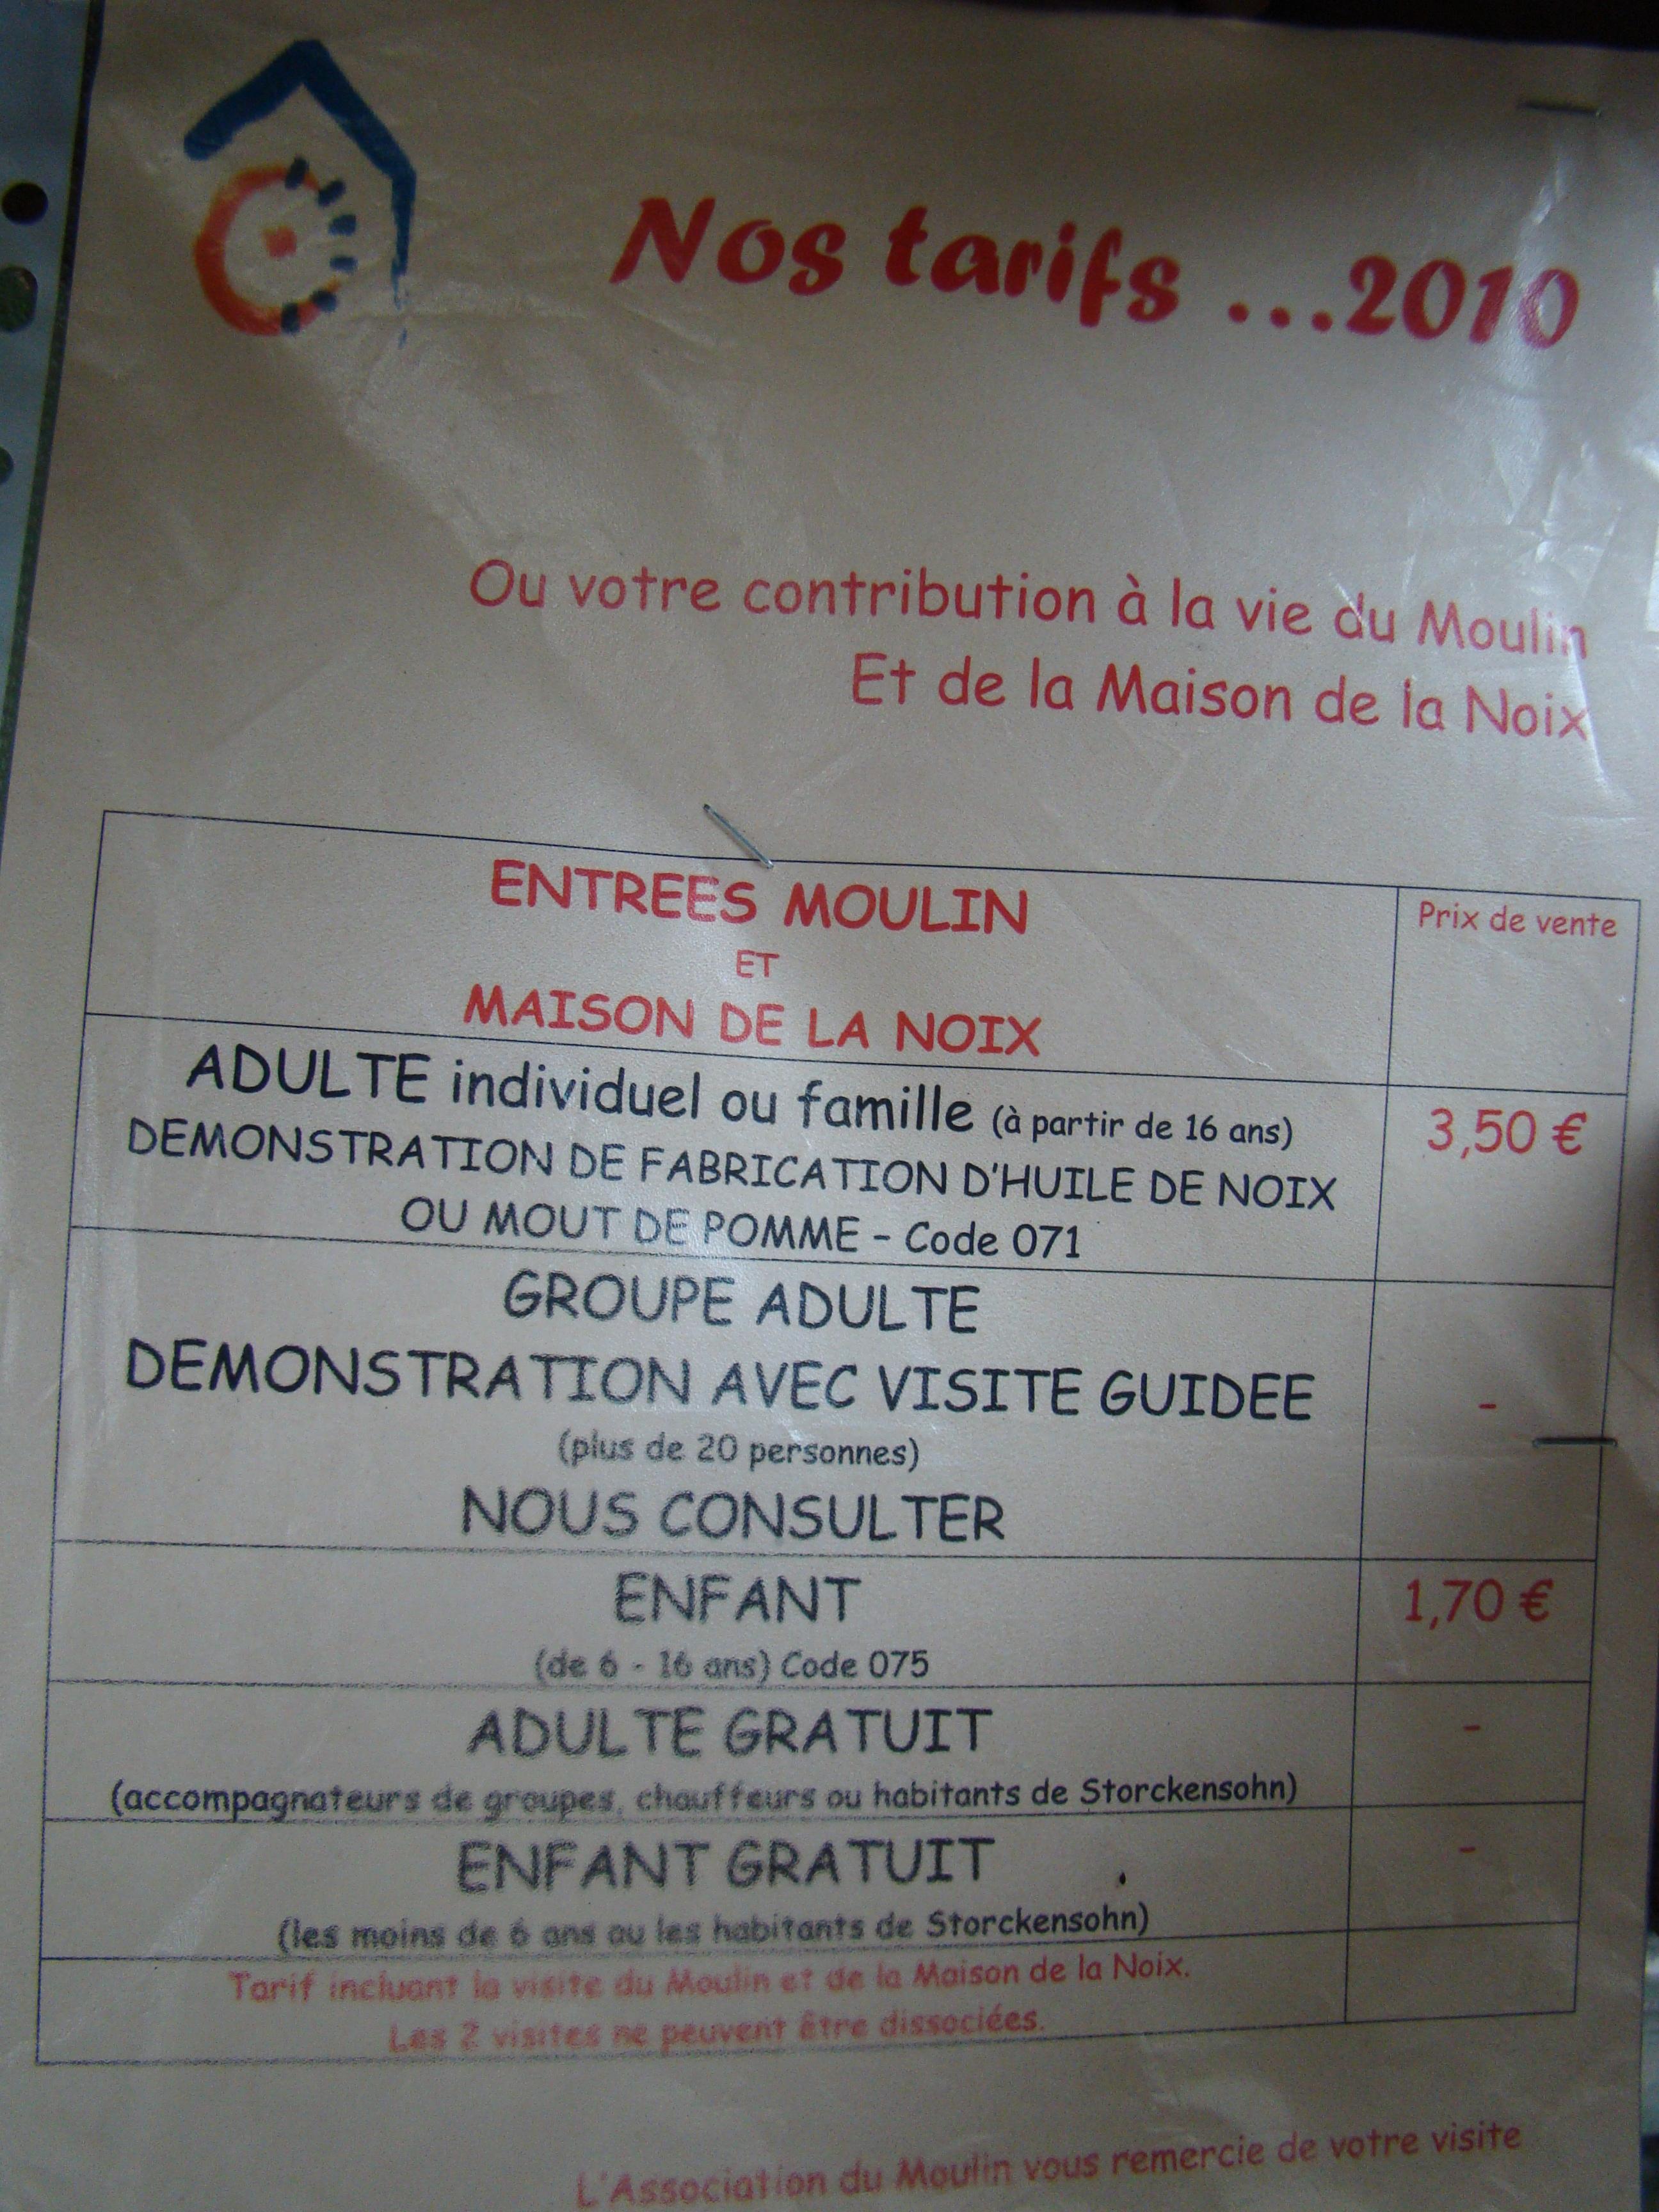 Nos tarifs ...2010
Ou votre contribution à la vie du Moulin
Et de la Maison de la Noix
ENTREES MOULIN
ET
MAISON DE LA NOIX
Prix de vente
ADULTE individuel ou famille (à partir de 16 ans)
DEMONSTRATION DE FABRICATION D'HUILE DE NOIX
OU MOUT DE POMME - Code 071
3,50 €
GROUPE ADULTE
DEMONSTRATION AVEC VISITE GUIDEE
(plus de 20 personnes)
NOUS CONSULTER
-
ENFANT
(de 6 - 16 ans) Code 075
1,70 €
ADULTE GRATUIT
(accompagnateurs de groupes, chauffeurs ou habitants de Storckensohn)
-
ENFANT GRATUIT
(les moins de 6 ans ou les habitants de Storckensohn)
-
Tarif incluant la visite du Moulin et de la Maison de la Noix.
Les 2 visites ne peuvent être dissociées.
L'Association du Moulin vous remercie de votre visite